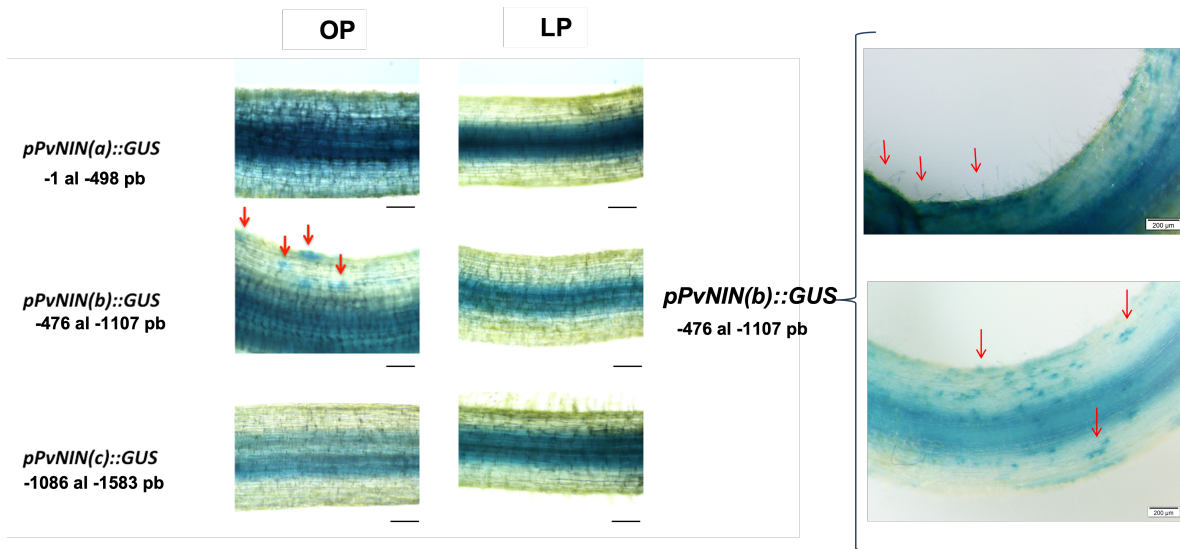 OP
LP
pPvNIN(a)::GUS
-1 al -498 pb
pPvNIN(b)::GUS
-476 al -1107 pb
pPvNIN(c)::GUS
-1086 al -1583 pb
pPvNIN(b)::GUS
-476 al -1107 pb
200 µm
200 µm